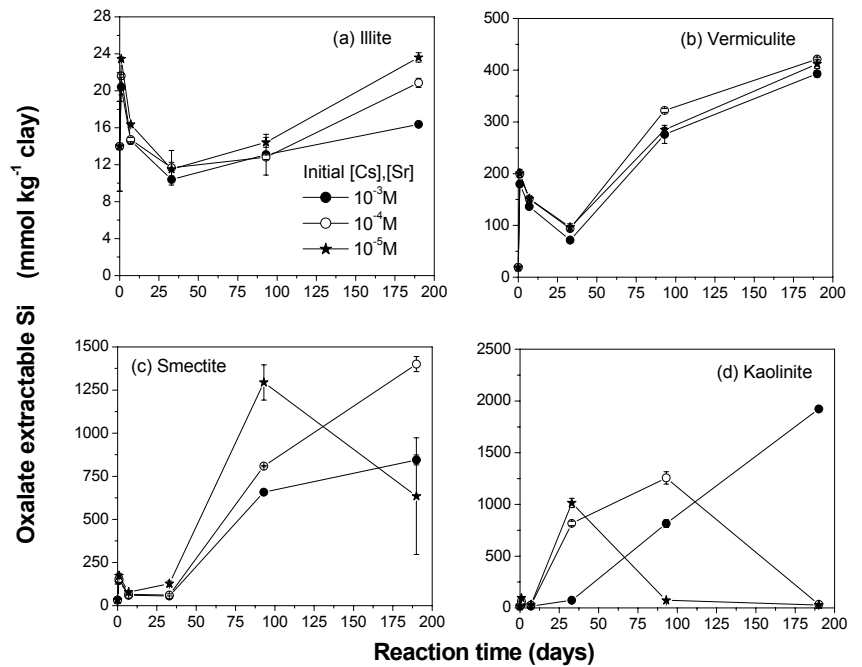 (a) Illite
28
24
20
16
12
8
4
0
0 25 50 75 100 125 150 175 200
Initial [Cs],[Sr]
10⁻³M
10⁻⁴M
10⁻⁵M
(b) Vermiculite
500
400
300
200
100
0
0 25 50 75 100 125 150 175 200
(c) Smectite
1500
1250
1000
750
500
250
0
0 25 50 75 100 125 150 175 200
(d) Kaolinite
2500
2000
1500
1000
500
0
0 25 50 75 100 125 150 175 200
Oxalate extractable Si (mmol kg⁻¹ clay)
Reaction time (days)